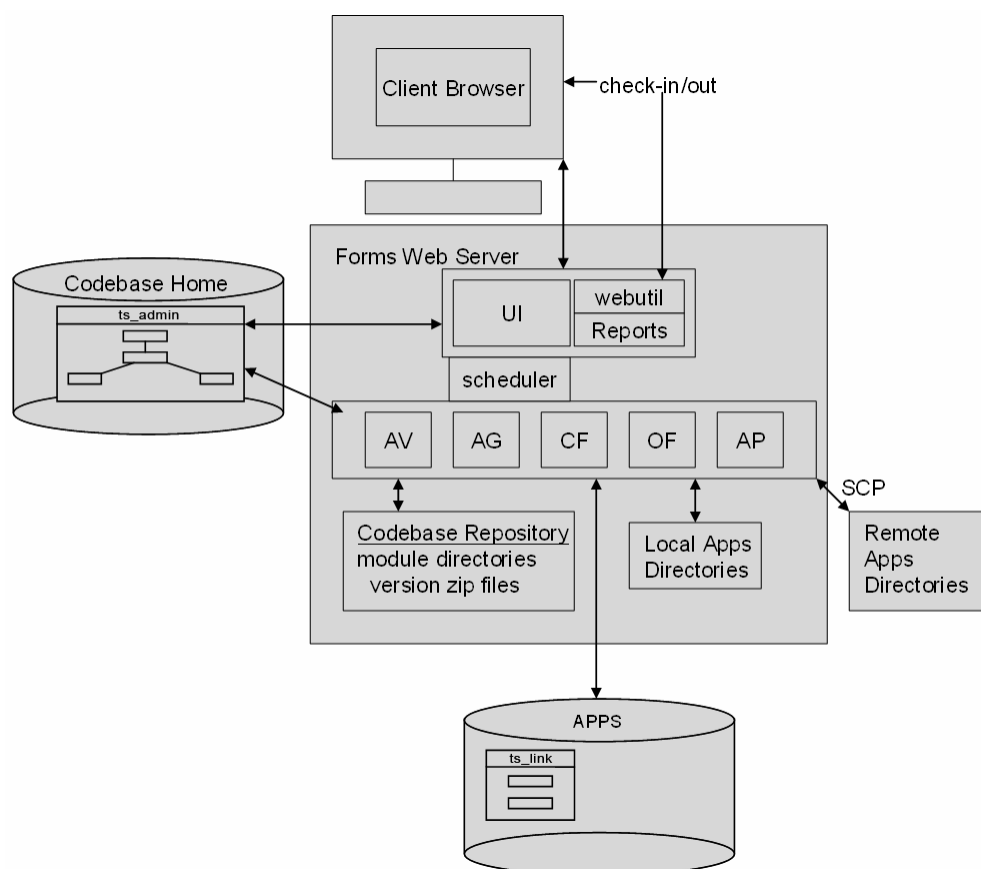 Client Browser
check-in/out
Forms Web Server
Codebase Home
ts_admin
UI
webutil
Reports
scheduler
AV
AG
CF
OF
AP
SCP
Codebase Repository
module directories
version zip files
Local Apps
Directories
Remote
Apps
Directories
APPS
ts_link